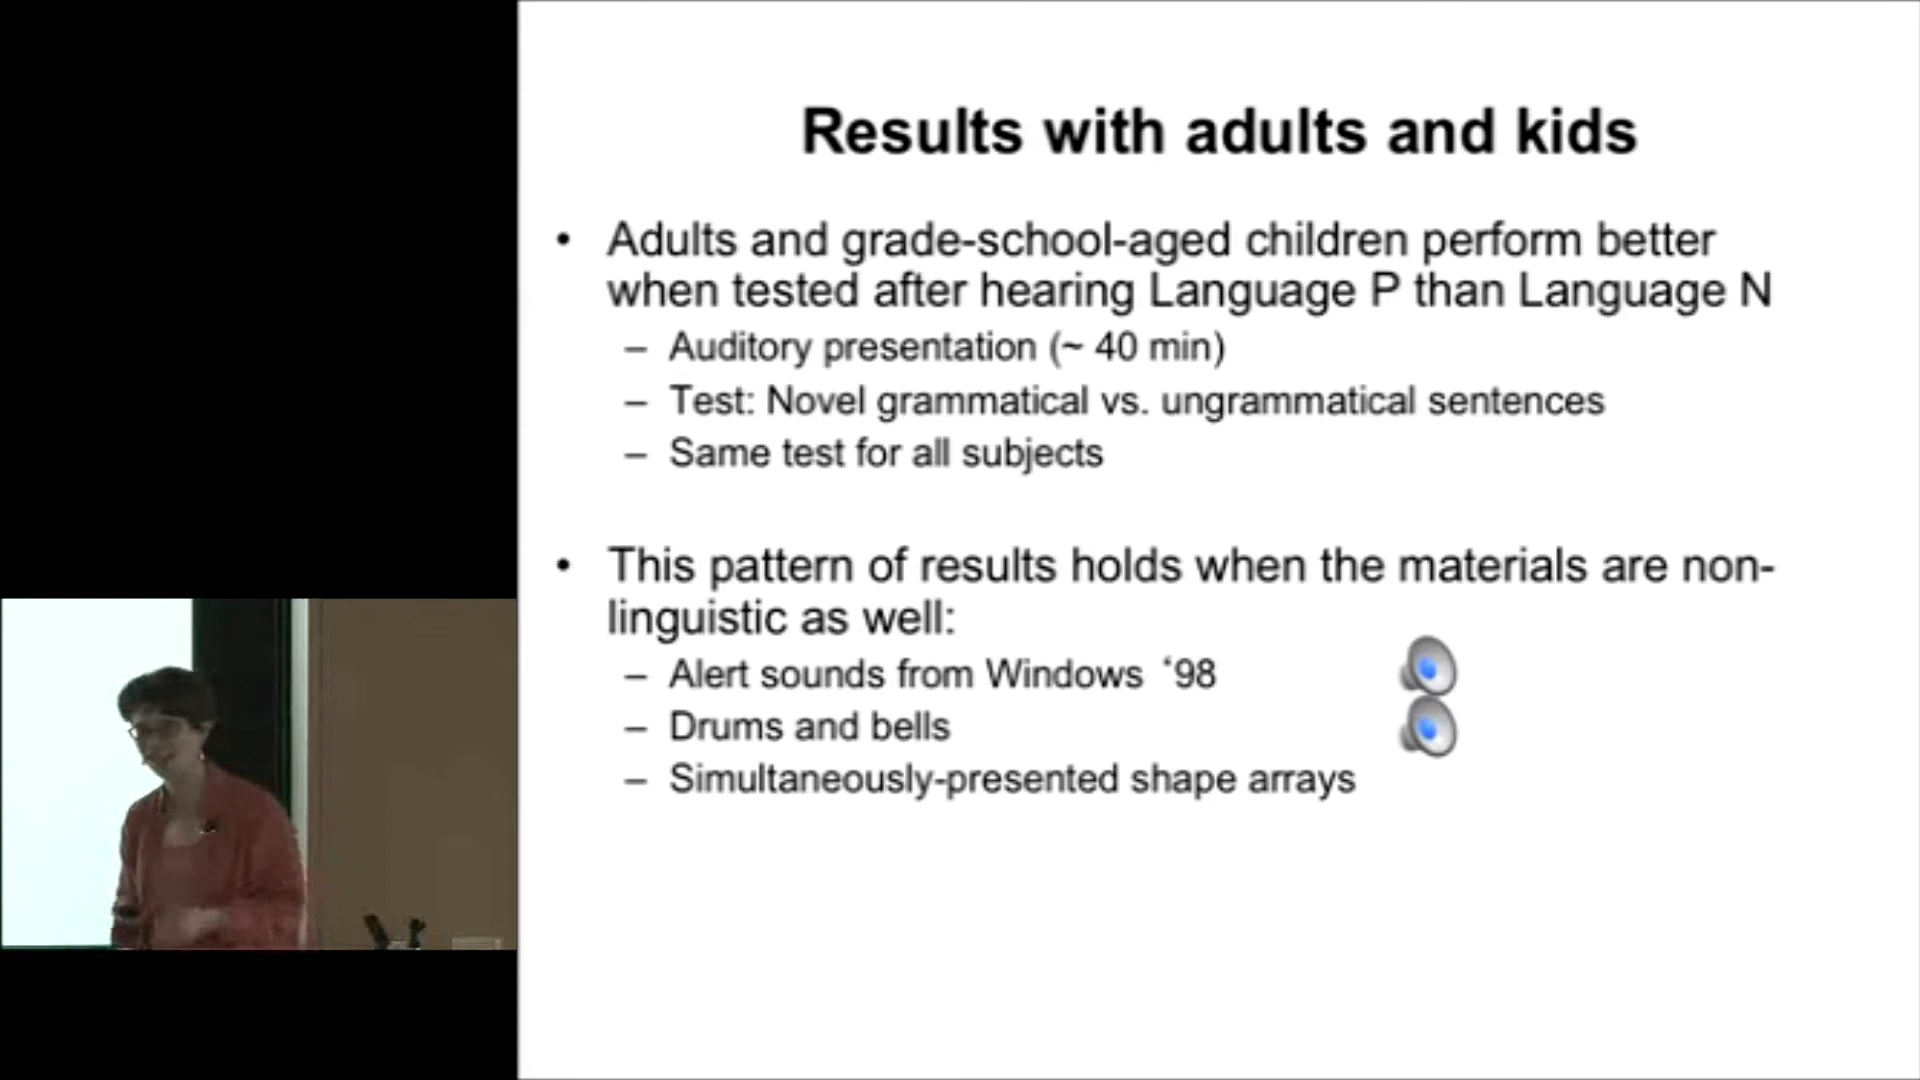 Results with adults and kids
• Adults and grade-school-aged children perform better
when tested after hearing Language P than Language N
– Auditory presentation (~ 40 min)
– Test: Novel grammatical vs. ungrammatical sentences
– Same test for all subjects
• This pattern of results holds when the materials are non-
linguistic as well:
– Alert sounds from Windows ‘98
– Drums and bells
– Simultaneously-presented shape arrays